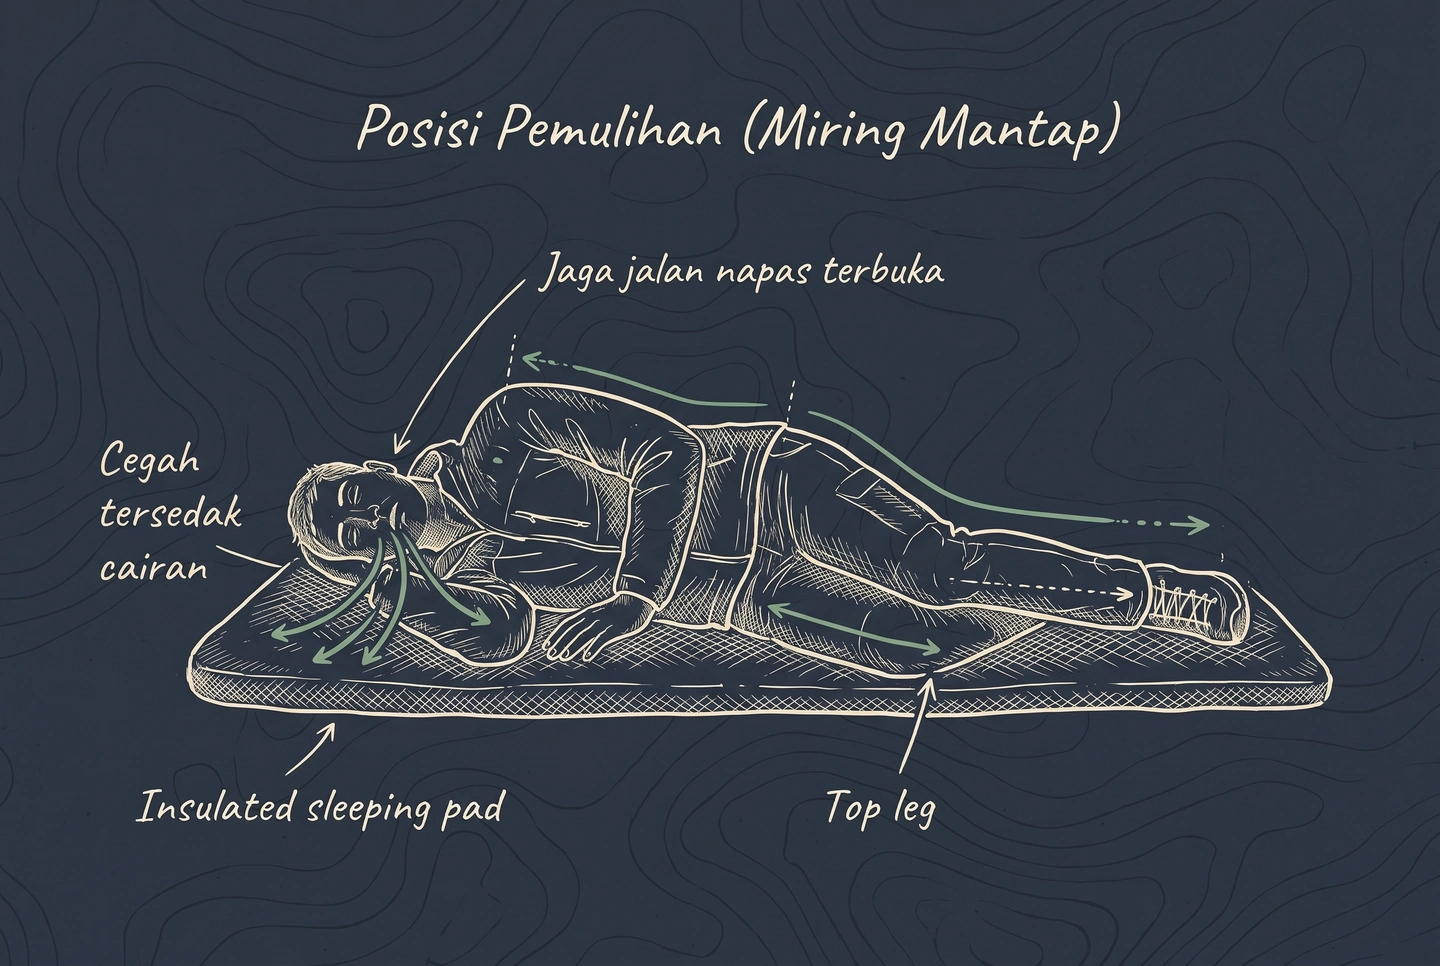 Posisi Pemulihan (Miring Mantap)
Jaga jalan napas terbuka
Cegah
tersedak
cairan
Insulated sleeping pad
Top leg